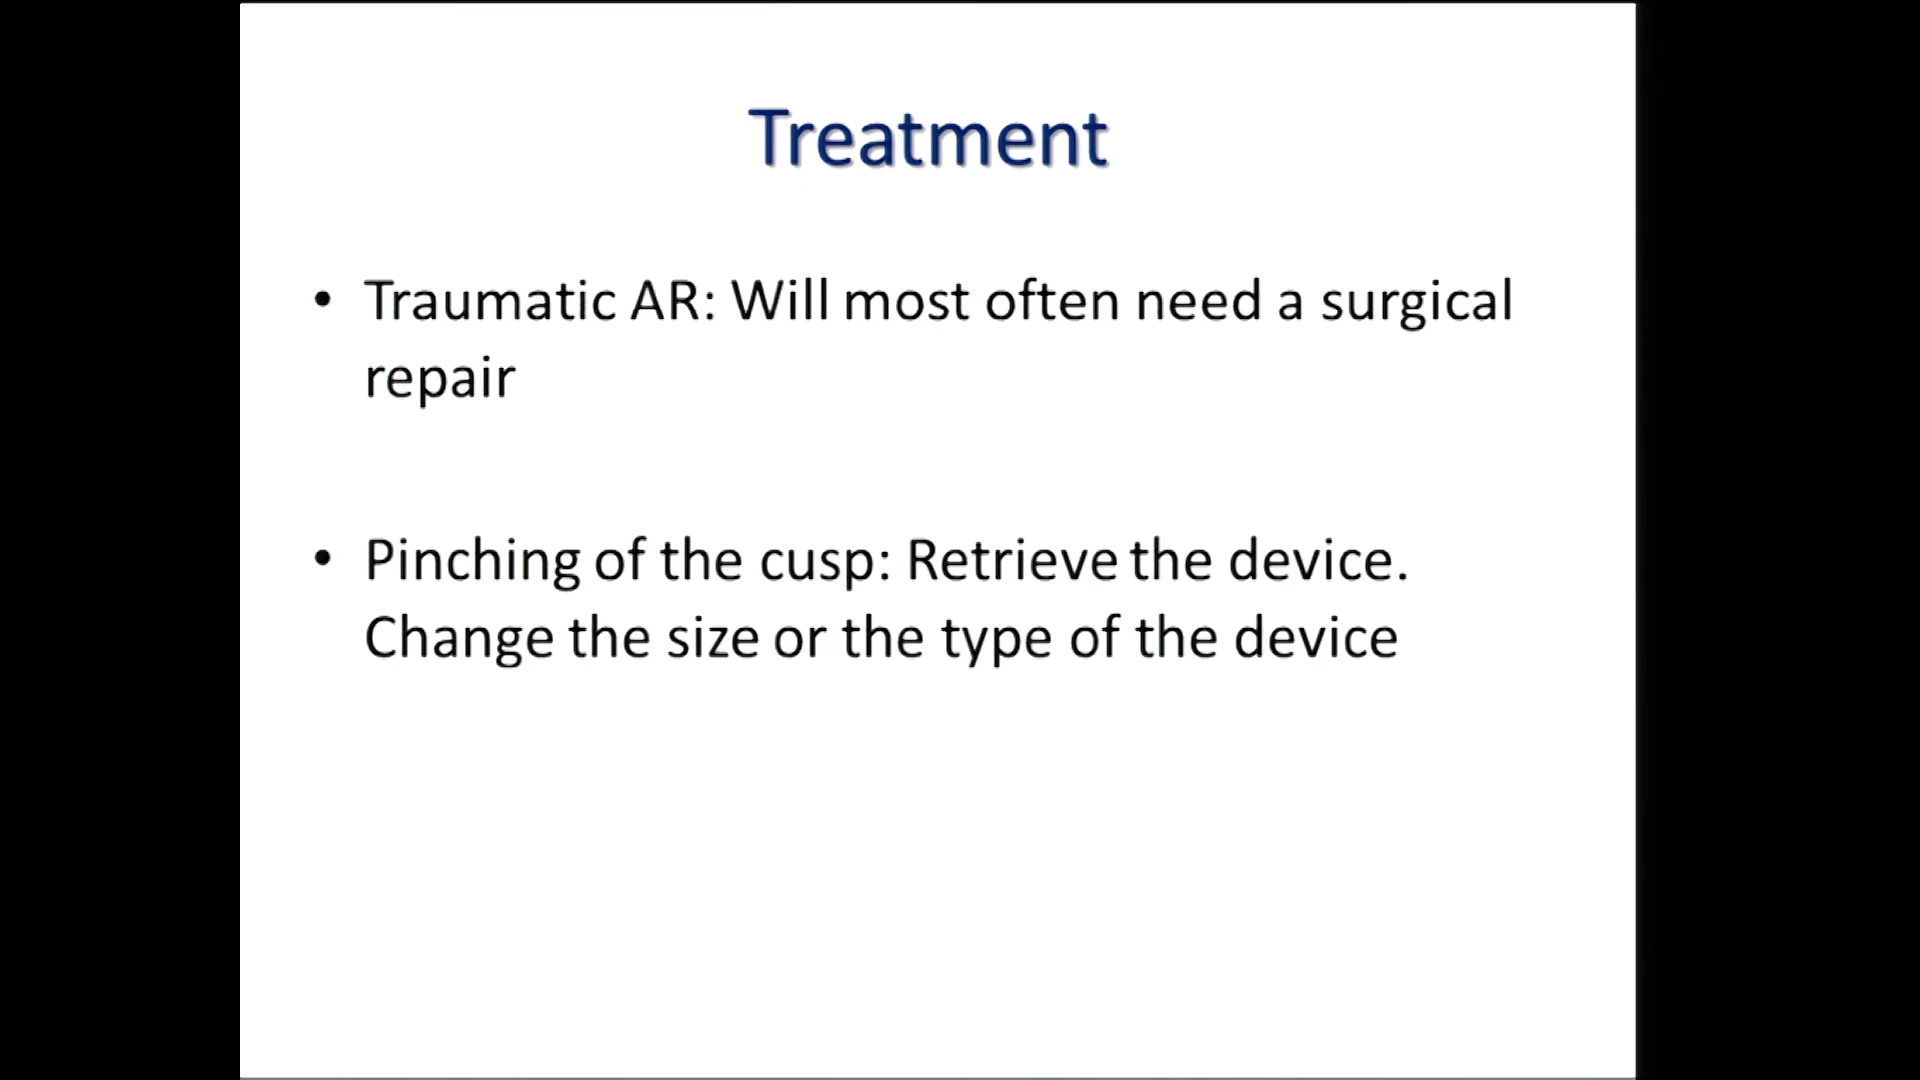 Treatment
• Traumatic AR: Will most often need a surgical
repair
• Pinching of the cusp: Retrieve the device.
Change the size or the type of the device